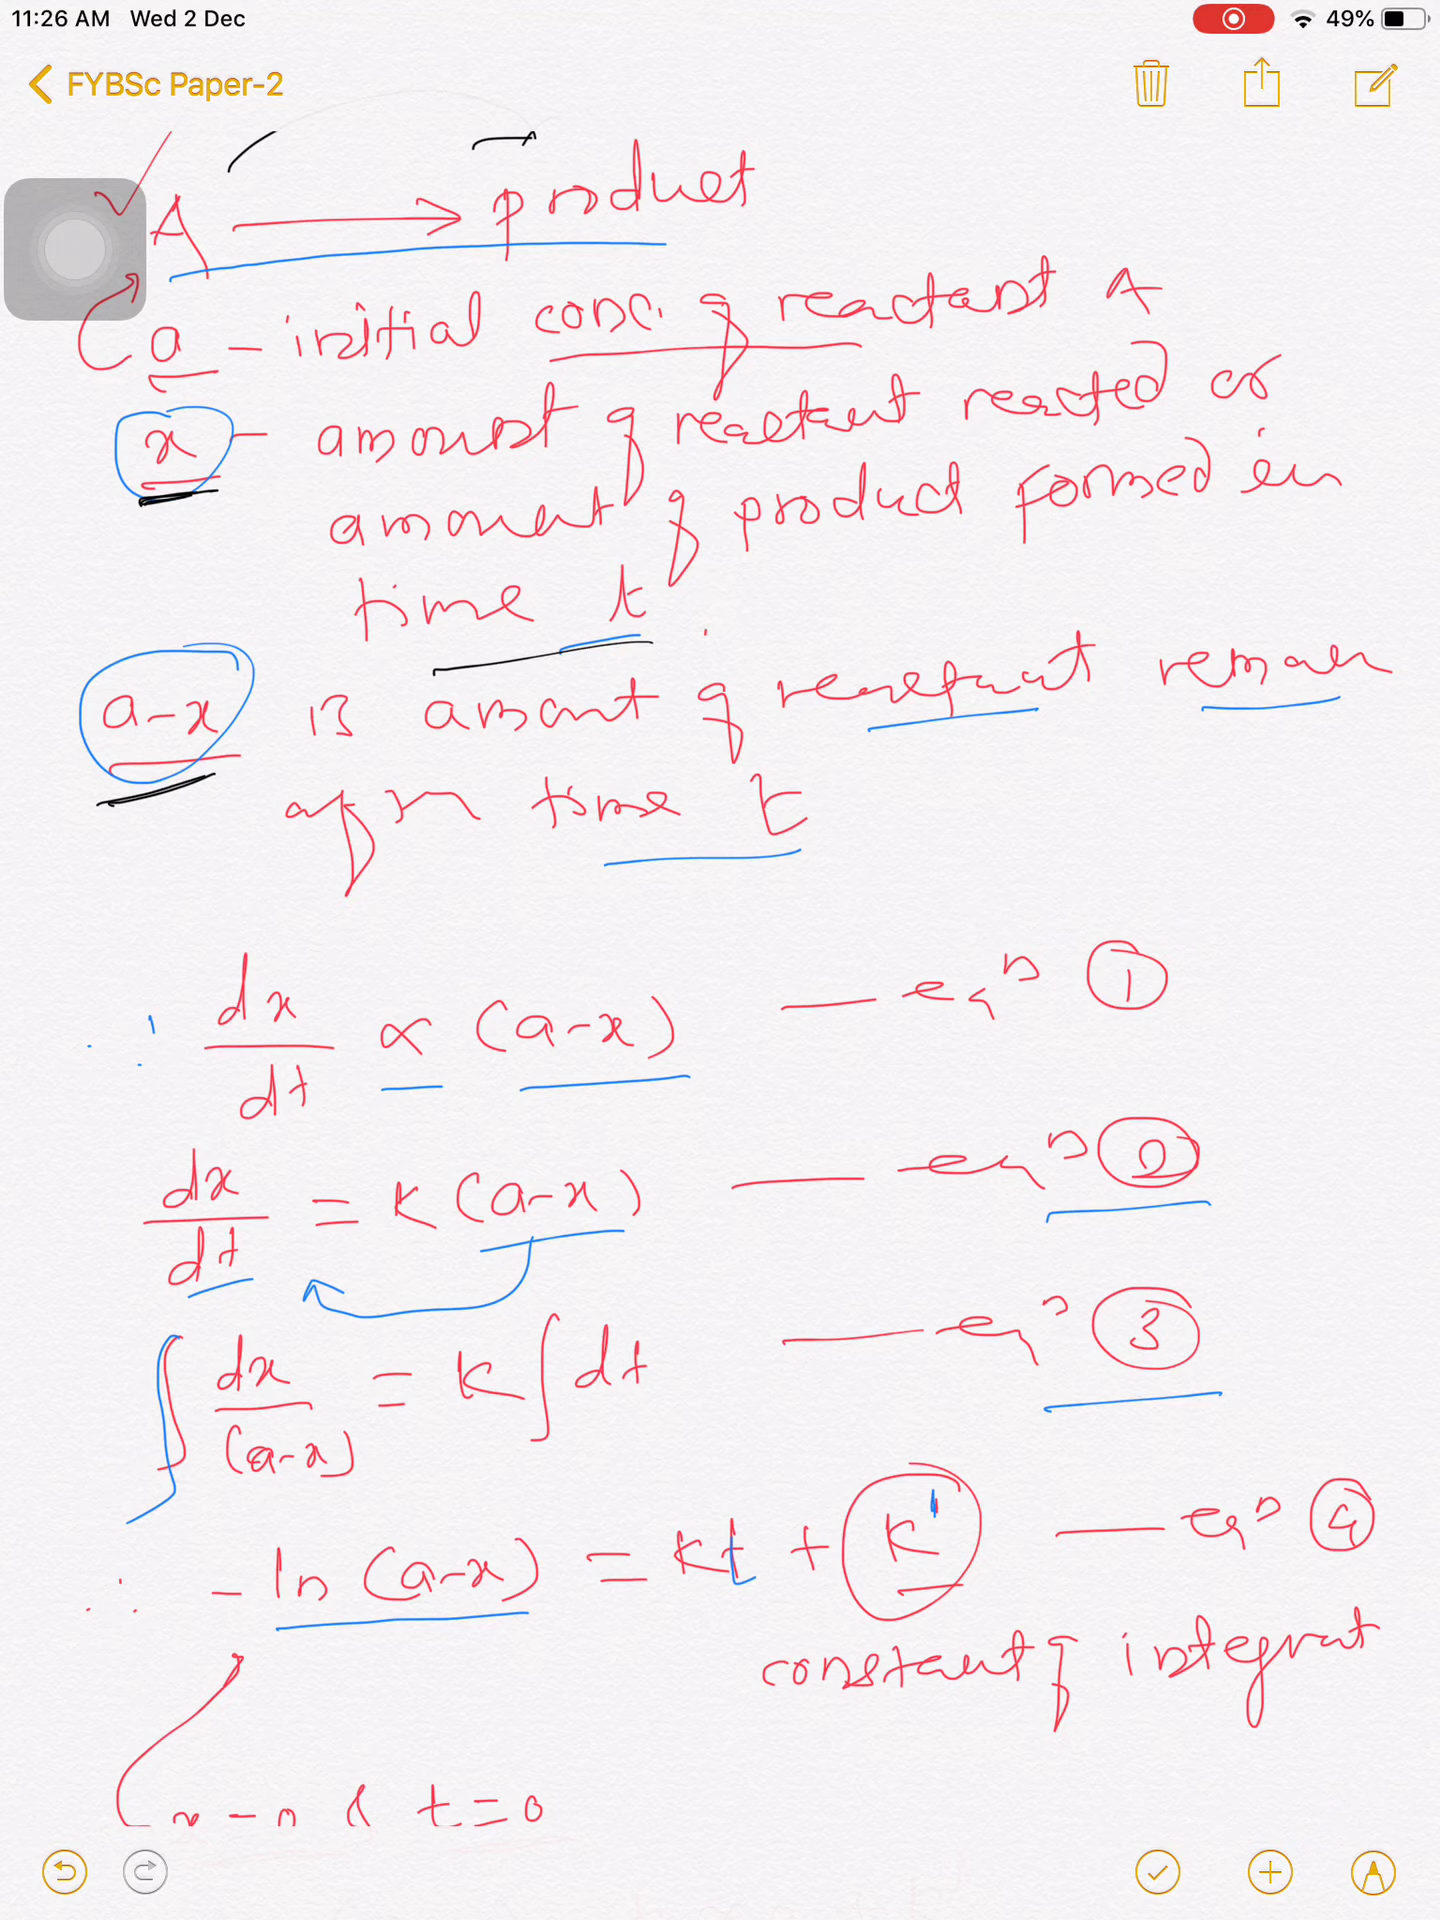 11:26 AM Wed 2 Dec 49%
FYBSc Paper-2
A → product
a - initial conc. of reactant A
x - amount of reactant reacted or
amount of product formed in
time t
a-x is amount of reactant remain
after time t
dx/dt ∝ (a-x) — eqn ①
dx/dt = K (a-x) — eqn ②
∫ dx/(a-x) = K ∫ dt — eqn ③
∴ - ln (a-x) = Kt + K' — eqn ④
constant of integrat
x = 0 & t = 0